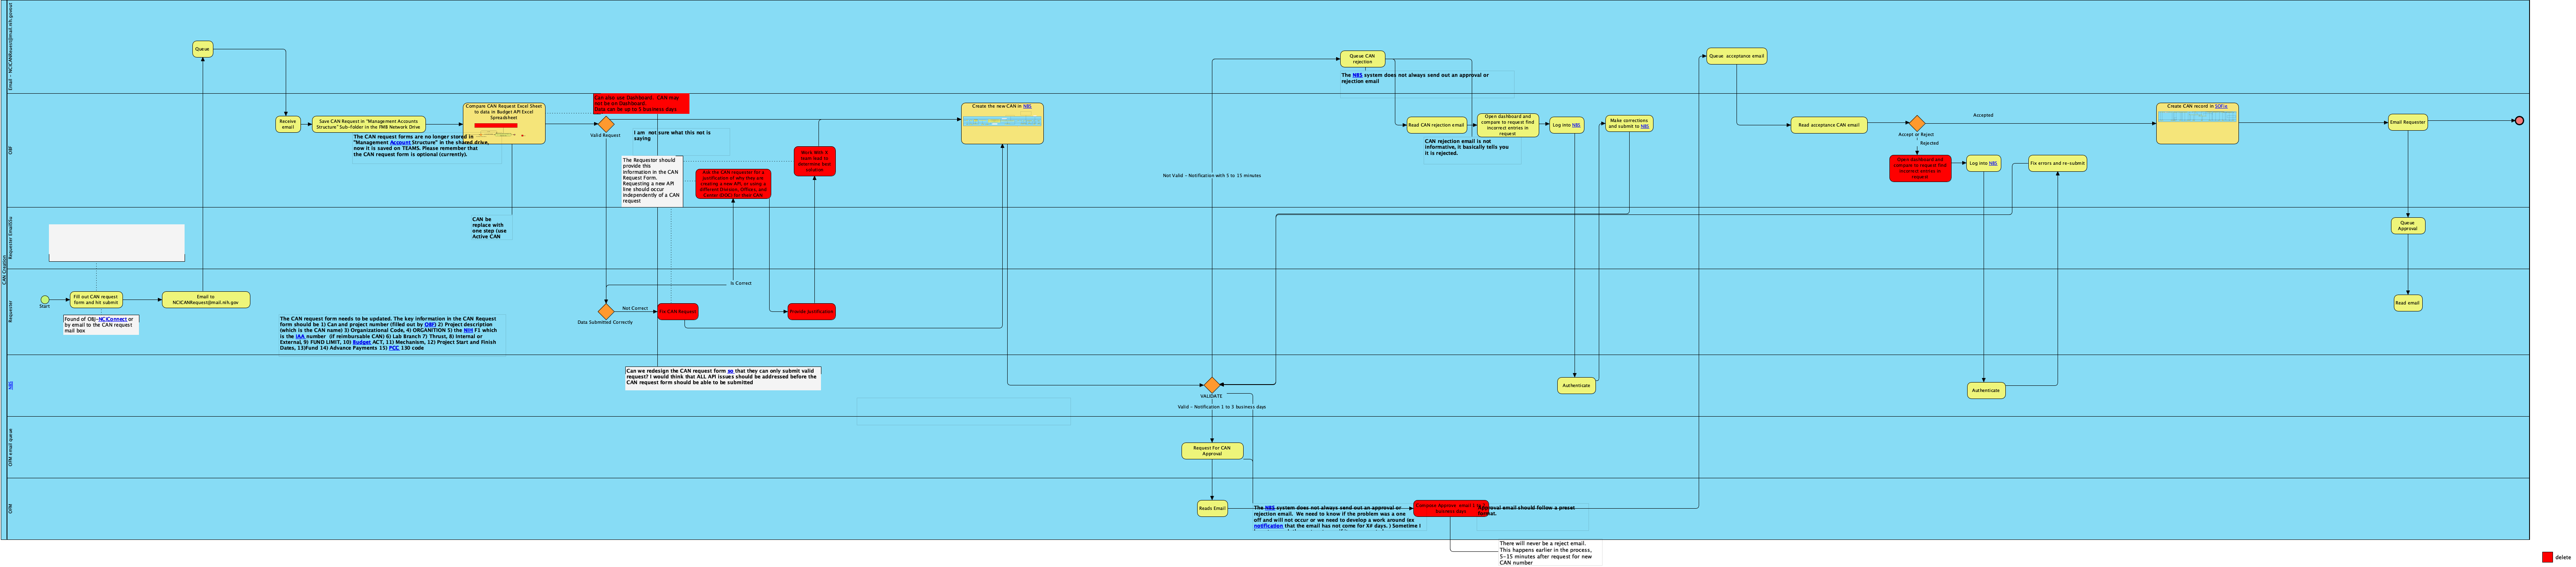 CAN Creation
Email - NCICANRequest@mail.nih.govmail
OBF
Requester Email
Requester
NBS
OFM email queue
OFM
Start
Fill out CAN request
form and hit submit
Found of OBJ-NCIConnect or
by email to the CAN request
mail box
Email to
NCICANRequest@mail.nih.gov
Queue
Receive
email
Save CAN Request in "Management Accounts
Structure" Sub-folder in the FMB Network Drive
The CAN request forms are no longer stored in
"Management Account Structure" in the shared drive,
now it is saved on TEAMS. Please remember that
the CAN request form is optional (currently).
Compare CAN Request Excel Sheet
to data in Budget API Excel
Spreadsheet
CAN be
replace with
one step (use
Active CAN
The CAN request form needs to be updated. The key information in the CAN Request
form should be 1) Can and project number (filled out by OBF) 2) Project description
(which is the CAN name) 3) Organizational Code, 4) ORGANITION 5) the NIH F1 which
is the IAA number (if reimbursable CAN) 6) Lab Branch 7) Thrust, 8) Internal or
External, 9) FUND LIMIT, 10) Budget ACT, 11) Mechanism, 12) Project Start and Finish
Dates, 13)Fund 14) Advance Payments 15) PCC 130 code
Can also use Dashboard. CAN may
not be on Dashboard.
Date can be up to 5 business days
Valid Request
I am not sure what this not is
saying
The Requestor should
provide this
information in the CAN
Request Form.
Requesting a new API
line should occur
independently of a CAN
request
Ask the CAN requester for a
justification of why they are
creating a new API, or using a
different Division, Offices, and
Center (DOC) for their CAN
Work with a
team lead to
determine best
solution
Is Correct
Not Correct
Data Submitted Correctly
Fix CAN Request
Provide Justification
Can we redesign the CAN request form so that they can only submit valid
request? I would think that ALL API issues should be addressed before the
CAN request form should be able to be submitted
Create the new CAN in NBS
Not Valid - Notification with 5 to 15 minutes
VALIDATE
Valid - Notification 1 to 3 business days
Request For CAN
Approval
Reads Email
The NBS system does not always send out an approval or
rejection email. We need to know if the problem was a one
off and will not occur or we need to develop a work around (ex
notification that the email has not come for X# days. ) Sometime I
Approval email should follow a preset
format.
There will never be a reject email.
This happens earlier in the process,
5-15 minutes after request for new
CAN number
Queue CAN
rejection
The NBS system does not always send out an approval or
rejection email
Read CAN rejection email
CAN rejection email is not
informative, it basically tells you
it is rejected.
Open dashboard and
compare to request find
incorrect entries in
request
Log into NBS
Make corrections
and submit to NBS
Authenticate
Queue acceptance email
Read acceptance CAN email
Accept or Reject
Accepted
Rejected
Open dashboard and
compare to request find
incorrect entries in
request
Log into NBS
Fix errors and re-submit
Authenticate
Create CAN record in SOFix
Email Requester
Queue
Approval
Read email
delete